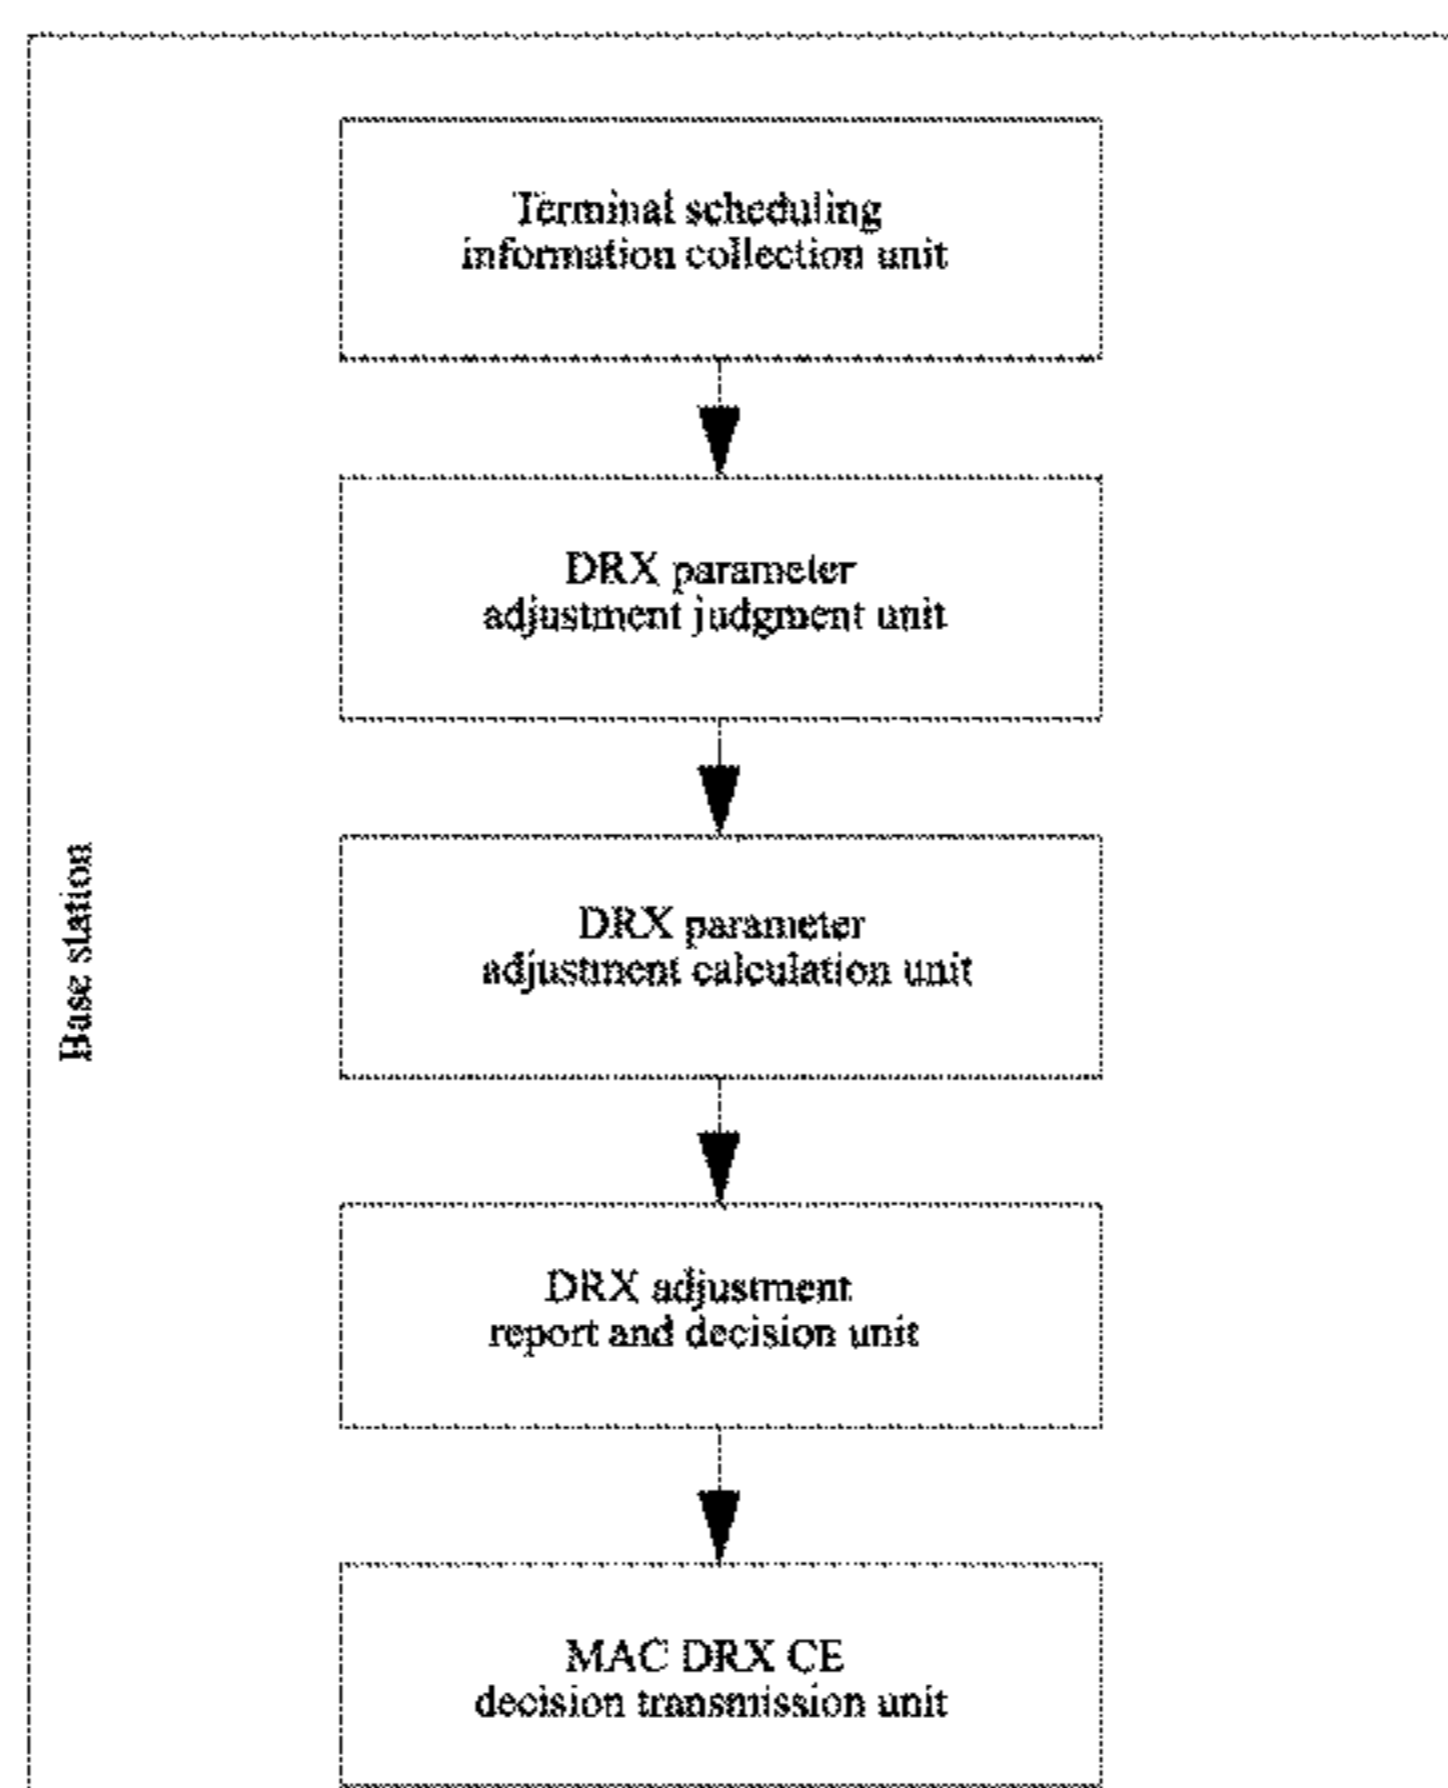 Terminal scheduling
information collection unit
DRX parameter
adjustment judgment unit
DRX parameter
adjustment calculation unit
Base station
DRX adjustment
report and decision unit
MAC DRX CE
decision transmission unit